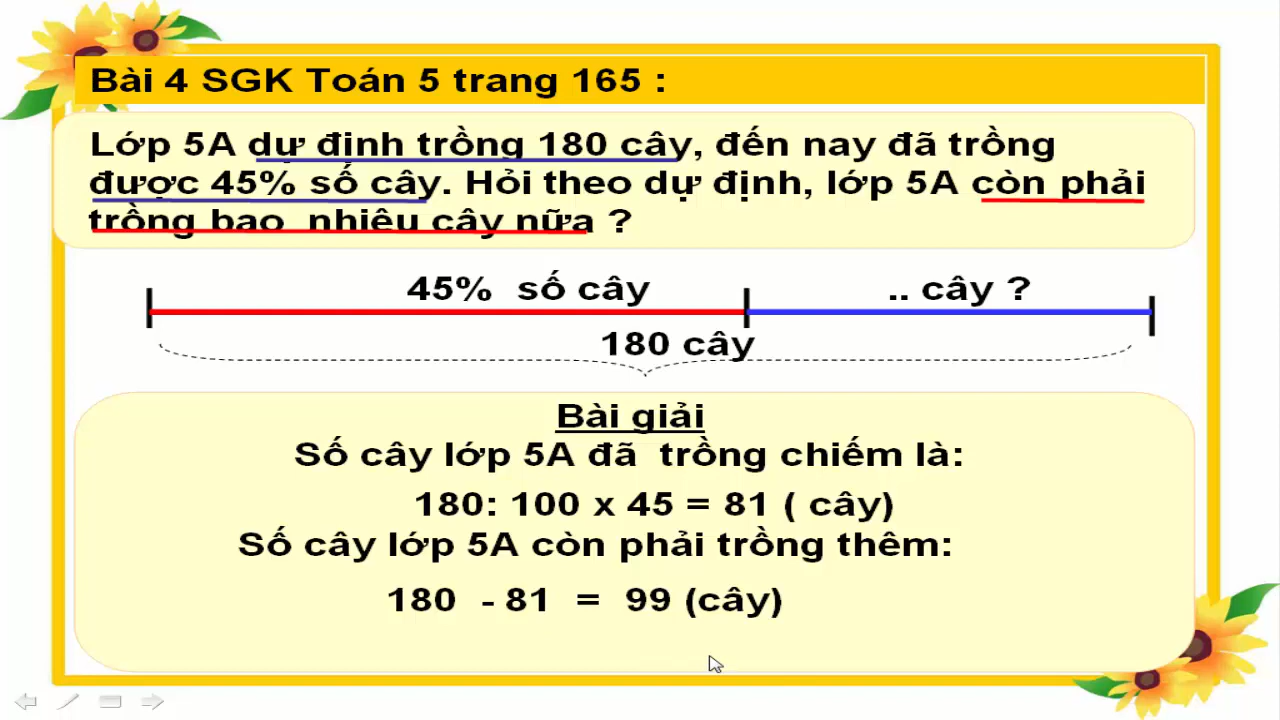 Bài 4 SGK Toán 5 trang 165 :
Lớp 5A dự định trồng 180 cây, đến nay đã trồng
được 45% số cây. Hỏi theo dự định, lớp 5A còn phải
trồng bao nhiêu cây nữa ?
45% số cây
.. cây ?
180 cây
Bài giải
Số cây lớp 5A đã trồng chiếm là:
180: 100 x 45 = 81 ( cây)
Số cây lớp 5A còn phải trồng thêm:
180 - 81 = 99 (cây)